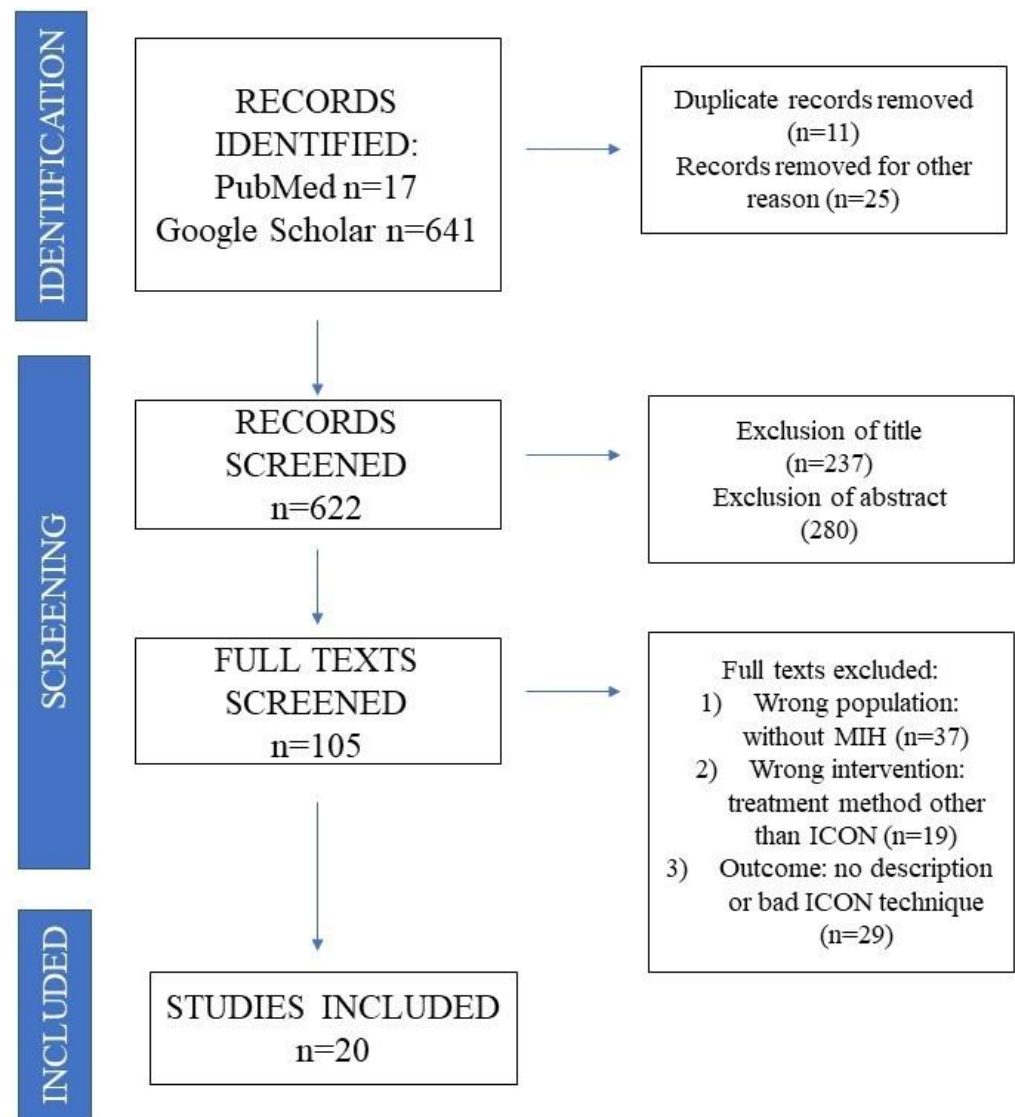 IDENTIFICATION
RECORDS
IDENTIFIED:
PubMed n=17
Google Scholar n=641
Duplicate records removed
(n=11)
Records removed for other
reason (n=25)
SCREENING
RECORDS
SCREENED
n=622
Exclusion of title
(n=237)
Exclusion of abstract
(280)
FULL TEXTS
SCREENED
n=105
Full texts excluded:
1) Wrong population:
without MIH (n=37)
2) Wrong intervention:
treatment method other
than ICON (n=19)
3) Outcome: no description
or bad ICON technique
(n=29)
INCLUDED
STUDIES INCLUDED
n=20